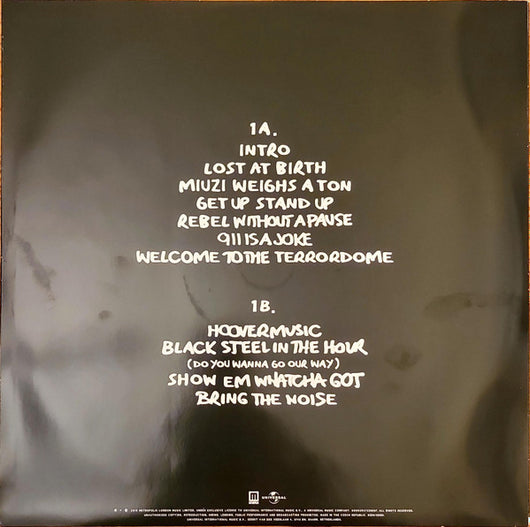 1A.
INTRO
LOST AT BIRTH
MIUZI WEIGHS A TON
GET UP STAND UP
REBEL WITHOUT A PAUSE
911 IS A JOKE
WELCOME TO THE TERRORDOME
1B.
HOOVERMUSIC
BLACK STEEL IN THE HOUR
(DO YOU WANNA GO OUR WAY)
SHOW EM WHATCHA GOT
BRING THE NOISE
M UNIVERSAL